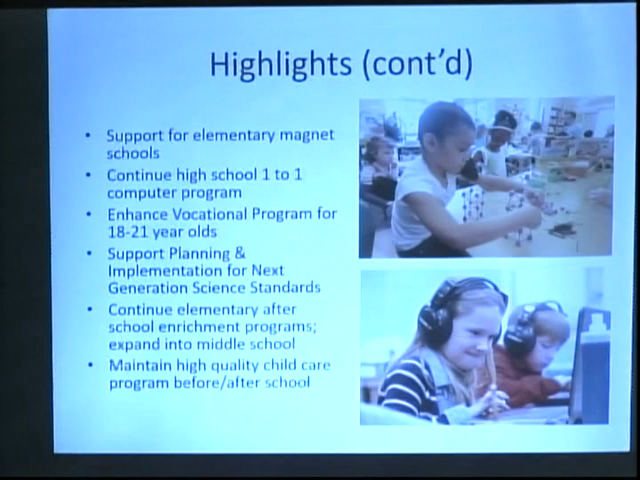 Highlights (cont'd)
• Support for elementary magnet
schools
• Continue high school 1 to 1
computer program
• Enhance Vocational Program for
18-21 year olds
• Support Planning &
Implementation for Next
Generation Science Standards
• Continue elementary after
school enrichment programs;
expand into middle school
• Maintain high quality child care
program before/after school